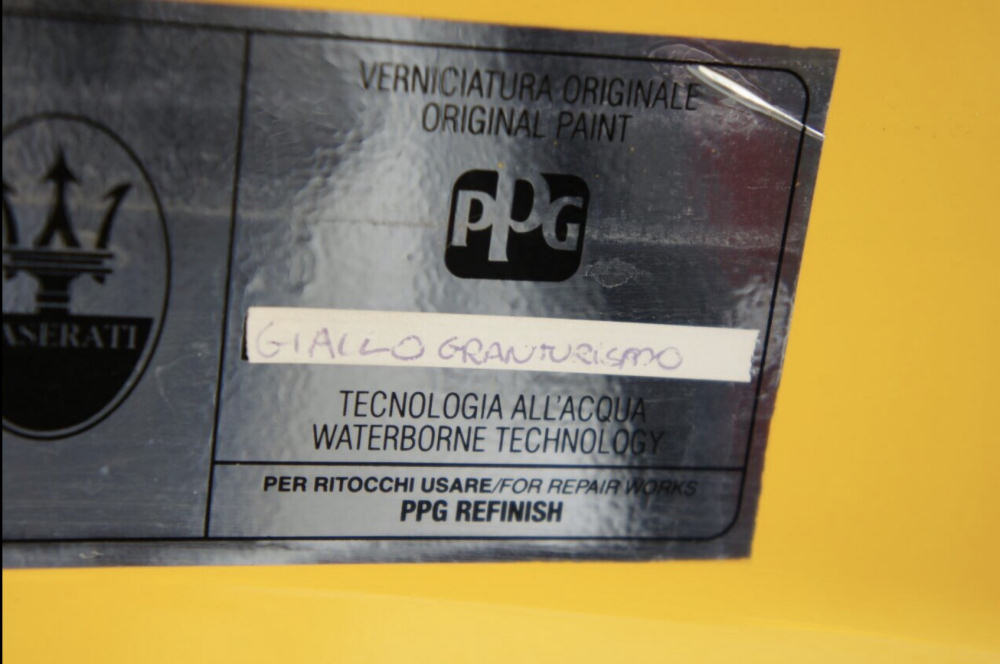 VERNICIATURA ORIGINALE
ORIGINAL PAINT
PPG
GIALLO GRANTURISMO
TECNOLOGIA ALL'ACQUA
WATERBORNE TECHNOLOGY
PER RITOCCHI USARE/FOR REPAIR WORKS
PPG REFINISH
ASERATI